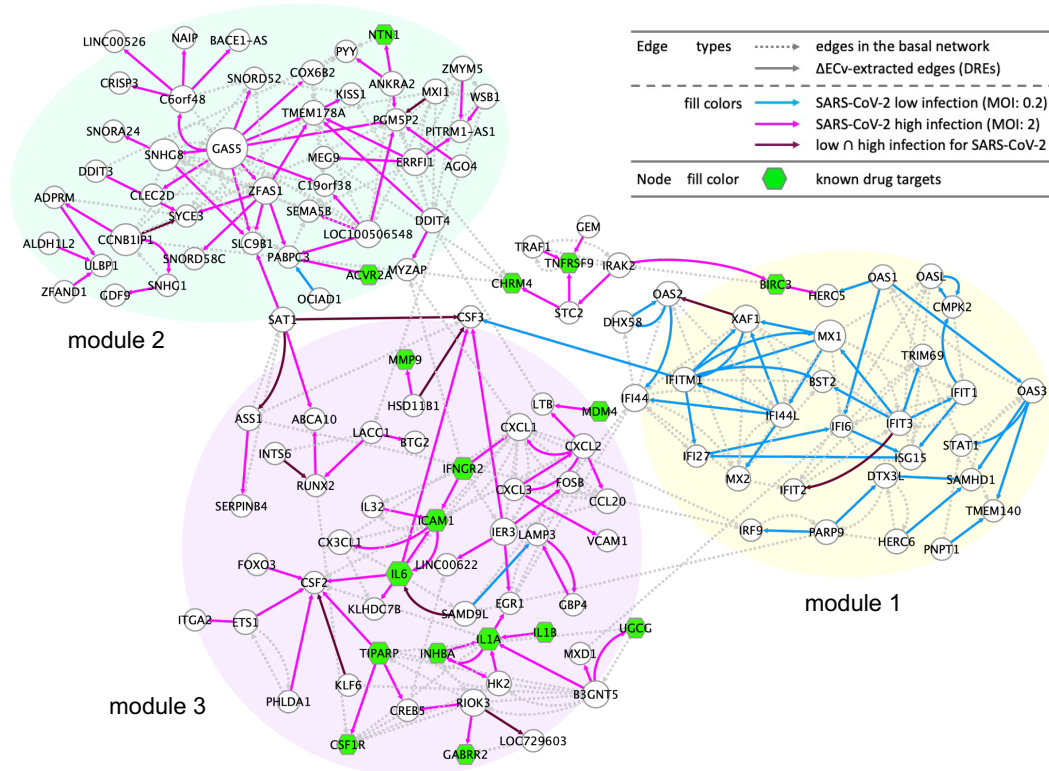 LINC00526
NAIP
BACE1-AS
NTN1
PYY
CRISP3
C6orf48
SNORD52
COX6B2
ANKRA2
ZMYM5
MXI1
WSB1
KISS1
TMEM178A
PGM5P2
PITRM1-AS1
SNORA24
SNHG8
GAS5
MEG9
ERRFI1
AGO4
DDIT3
CLEC2D
ZFAS1
C19orf38
ADPRM
SYCE3
SEMA5B
DDIT4
CCNB1IP1
LOC100506548
ALDH1L2
SLC9B1
ULBP1
SNORD58C
PABPC3
MYZAP
ACVR2A
ZFAND1
GDF9
SNHG1
OCIAD1
module 2
Edge types
edges in the basal network
ΔECv-extracted edges (DREs)
fill colors
SARS-CoV-2 low infection (MOI: 0.2)
SARS-CoV-2 high infection (MOI: 2)
low ∩ high infection for SARS-CoV-2
Node fill color
known drug targets
GEM
TRAF1
TNFRSF9
IRAK2
CHRM4
STC2
BIRC3
HERC5
OAS1
OASL
CMPK2
OAS2
DHX58
XAF1
MX1
TRIM69
IFITM1
BST2
IFIT1
OAS3
IFI44
IFI44L
IFI6
IFIT3
STAT1
IFI27
ISG15
MX2
IFIT2
DTX3L
SAMHD1
TMEM140
IRF9
PARP9
HERC6
PNPT1
module 1
SAT1
CSF3
MMP9
HSD11B1
LTB
MDM4
ASS1
ABCA10
LACC1
BTG2
CXCL1
CXCL2
INTS6
IFNGR2
RUNX2
CXCL3
FOSB
SERPINB4
IL32
ICAM1
CCL20
CX3CL1
IER3
LAMP3
VCAM1
FOXO3
CSF2
IL6
LINC00622
KLHDC7B
SAMD9L
EGR1
GBP4
ITGA2
ETS1
IL1A
IL1B
UGCG
TIPARP
INHBA
MXD1
KLF6
HK2
B3GNT5
PHLDA1
CREB5
RIOK3
CSF1R
GABRR2
LOC729603
module 3